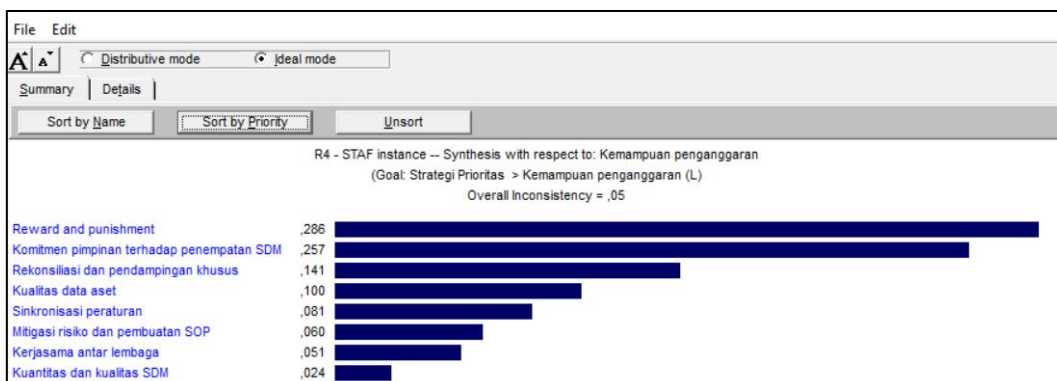 File Edit
A A Distributive mode Ideal mode
Summary Details
Sort by Name Sort by Priority Unsort
R4 - STAF instance -- Synthesis with respect to: Kemampuan penganggaran
(Goal: Strategi Prioritas > Kemampuan penganggaran (L)
Overall Inconsistency = ,05
Reward and punishment ,286
Komitmen pimpinan terhadap penempatan SDM ,257
Rekonsiliasi dan pendampingan khusus ,141
Kualitas data aset ,100
Sinkronisasi peraturan ,081
Mitigasi risiko dan pembuatan SOP ,060
Kerjasama antar lembaga ,051
Kuantitas dan kualitas SDM ,024